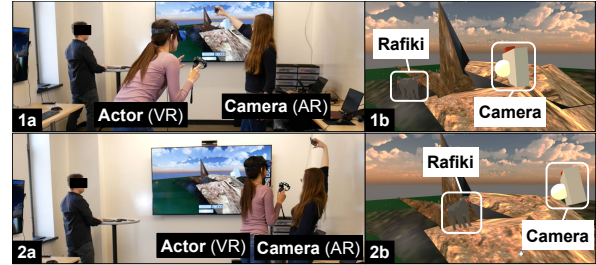 Actor (VR)
Camera (AR)
1a
Rafiki
Camera
1b
Actor (VR)
Camera (AR)
2a
Rafiki
Camera
2b